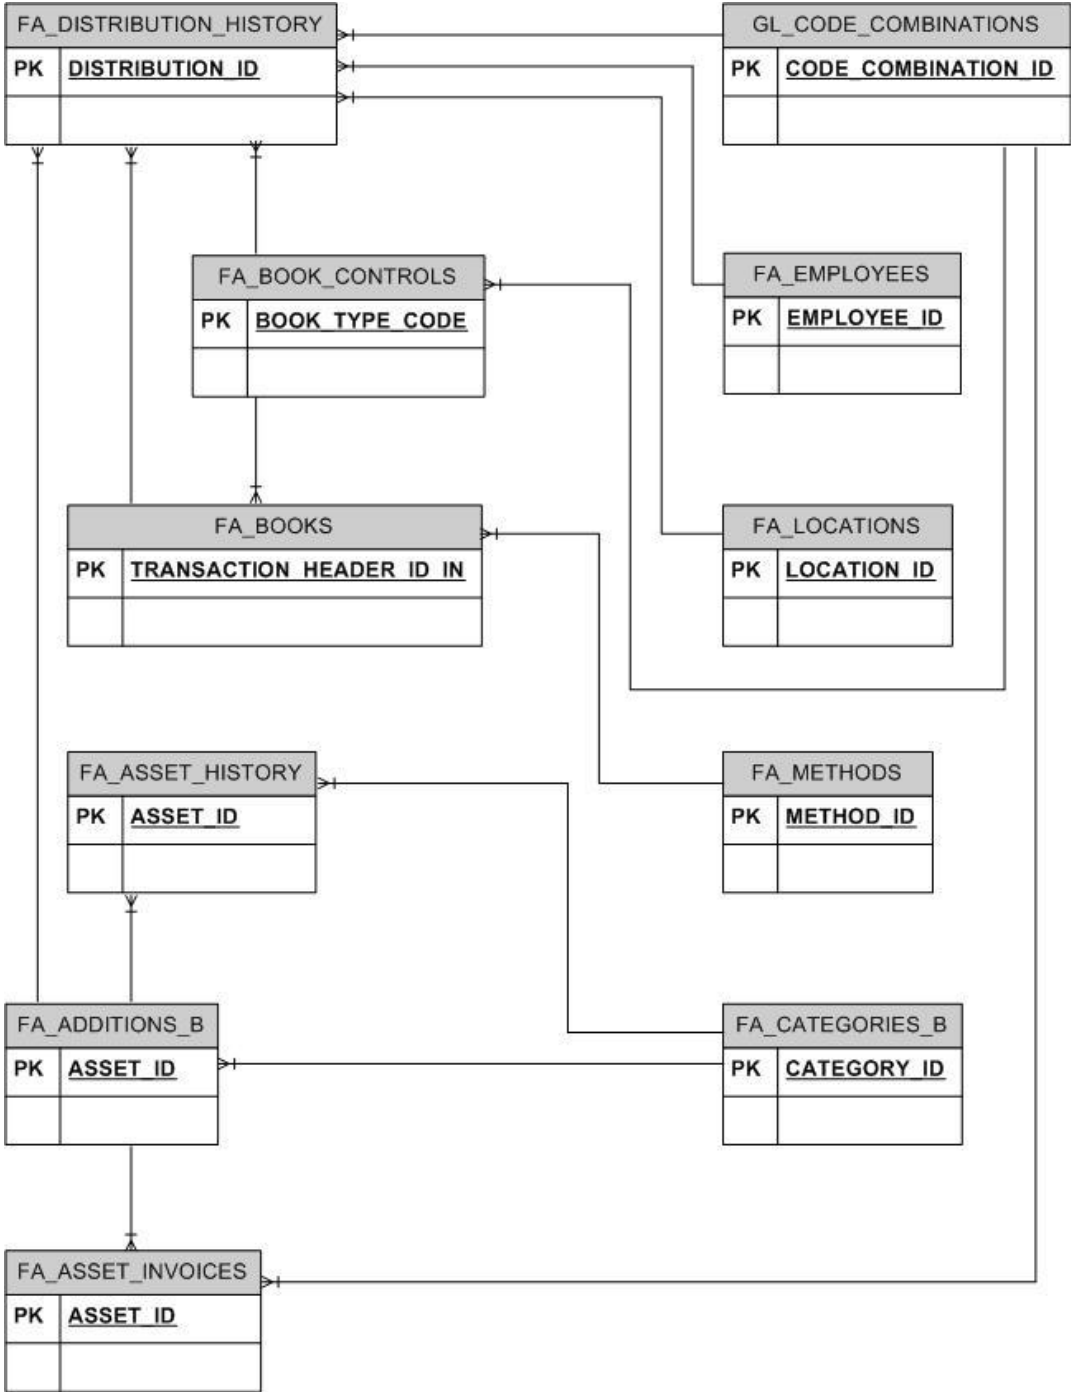 FA_DISTRIBUTION_HISTORY
PK DISTRIBUTION_ID
GL_CODE_COMBINATIONS
PK CODE_COMBINATION_ID
FA_BOOK_CONTROLS
PK BOOK_TYPE_CODE
FA_EMPLOYEES
PK EMPLOYEE_ID
FA_BOOKS
PK TRANSACTION_HEADER_ID_IN
FA_LOCATIONS
PK LOCATION_ID
FA_ASSET_HISTORY
PK ASSET_ID
FA_METHODS
PK METHOD_ID
FA_ADDITIONS_B
PK ASSET_ID
FA_CATEGORIES_B
PK CATEGORY_ID
FA_ASSET_INVOICES
PK ASSET_ID